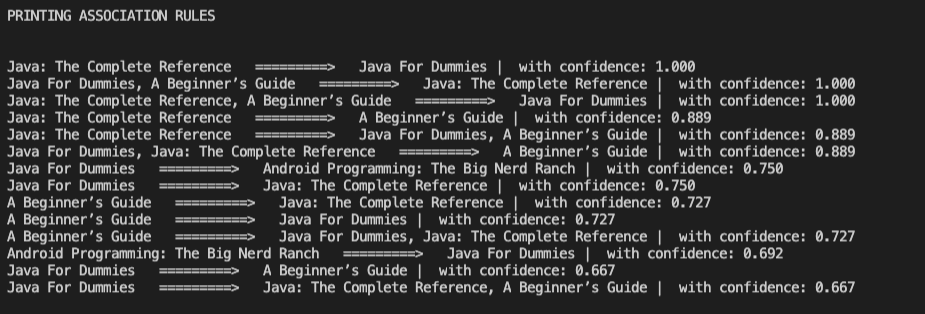 PRINTING ASSOCIATION RULES
Java: The Complete Reference =========> Java For Dummies | with confidence: 1.000
Java For Dummies, A Beginner’s Guide =========> Java: The Complete Reference | with confidence: 1.000
Java: The Complete Reference, A Beginner’s Guide =========> Java For Dummies | with confidence: 1.000
Java: The Complete Reference =========> A Beginner’s Guide | with confidence: 0.889
Java: The Complete Reference =========> Java For Dummies, A Beginner’s Guide | with confidence: 0.889
Java For Dummies, Java: The Complete Reference =========> A Beginner’s Guide | with confidence: 0.889
Java For Dummies =========> Android Programming: The Big Nerd Ranch | with confidence: 0.750
Java For Dummies =========> Java: The Complete Reference | with confidence: 0.750
A Beginner’s Guide =========> Java: The Complete Reference | with confidence: 0.727
A Beginner’s Guide =========> Java For Dummies | with confidence: 0.727
A Beginner’s Guide =========> Java For Dummies, Java: The Complete Reference | with confidence: 0.727
Android Programming: The Big Nerd Ranch =========> Java For Dummies | with confidence: 0.692
Java For Dummies =========> A Beginner’s Guide | with confidence: 0.667
Java For Dummies =========> Java: The Complete Reference, A Beginner’s Guide | with confidence: 0.667